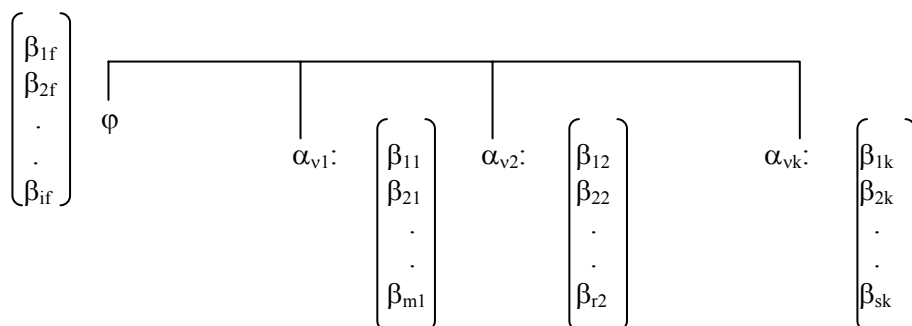 β1f
β2f
.
.
βif
φ
αν1:
β11
β21
.
.
βm1
αν2:
β12
β22
.
.
βr2
ανk:
β1k
β2k
.
.
βsk